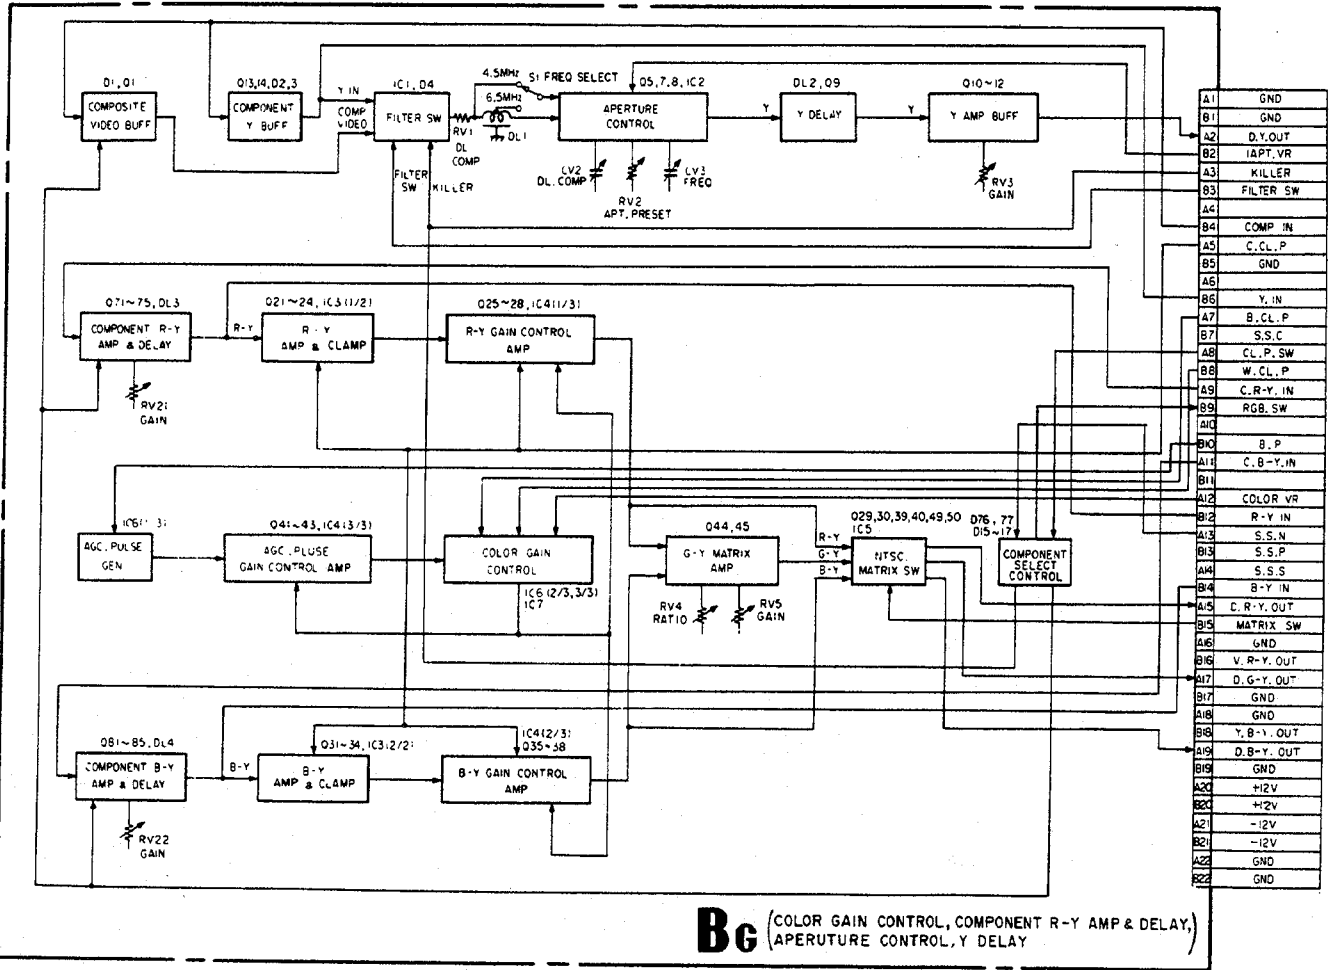 D1, Q1
COMPOSITE
VIDEO BUFF
Q13,14,D2,3
COMPONENT
Y BUFF
Y IN
COMP
VIDEO
IC1, D4
FILTER SW
FILTER
SW
KILLER
RV1
DL
COMP
4.5MHz
6.5MHz
S1 FREQ SELECT
DL1
Q5,7,8,IC2
APERTURE
CONTROL
LV2
DL.COMP
RV2
APT.PRESET
LV3
FREQ
Y
DL2,Q9
Y DELAY
Y
Q10~12
Y AMP BUFF
RV3
GAIN
Q71~75,DL3
COMPONENT R-Y
AMP & DELAY
RV21
GAIN
R-Y
Q21~24,IC3(1/2)
R-Y
AMP & CLAMP
Q25~28,IC4(1/3)
R-Y GAIN CONTROL
AMP
AGC.PULSE
GEN
Q41~43,IC4(3/3)
AGC.PLUSE
GAIN CONTROL AMP
COLOR GAIN
CONTROL
IC6(2/3,3/3)
IC7
Q44,45
G-Y MATRIX
AMP
RV4
RATIO
RV5
GAIN
R-Y
G-Y
B-Y
Q29,30,39,40,49,50
IC5
NTSC.
MATRIX SW
D76,77
D15~17
COMPONENT
SELECT
CONTROL
Q81~85,DL4
COMPONENT B-Y
AMP & DELAY
RV22
GAIN
B-Y
Q31~34,IC3(2/2)
B-Y
AMP & CLAMP
IC4(2/3)
Q35~38
B-Y GAIN CONTROL
AMP
A1 GND
B1 GND
A2 D.Y.OUT
B2 IAPT.VR
A3 KILLER
B3 FILTER SW
A4
B4 COMP IN
A5 C.CL.P
B5 GND
A6
B6 Y.IN
A7 B.CL.P
B7 S.S.C
A8 CL.P.SW
B8 W.CL.P
A9 C.R-Y.IN
B9 RGB.SW
A10
B10 B.P
A11 C.B-Y.IN
B11
A12 COLOR VR
B12 R-Y IN
A13 S.S.N
B13 S.S.P
A14 S.S.S
B14 B-Y IN
A15 D.R-Y.OUT
B15 MATRIX SW
A16 GND
B16 V.R-Y.OUT
A17 D.G-Y.OUT
B17 GND
A18 GND
B18 Y.B-Y.OUT
A19 D.B-Y.OUT
B19 GND
A20 +12V
B20 +12V
A21 -12V
B21 -12V
A22 GND
B22 GND
BG (COLOR GAIN CONTROL, COMPONENT R-Y AMP & DELAY,
APERUTURE CONTROL, Y DELAY)